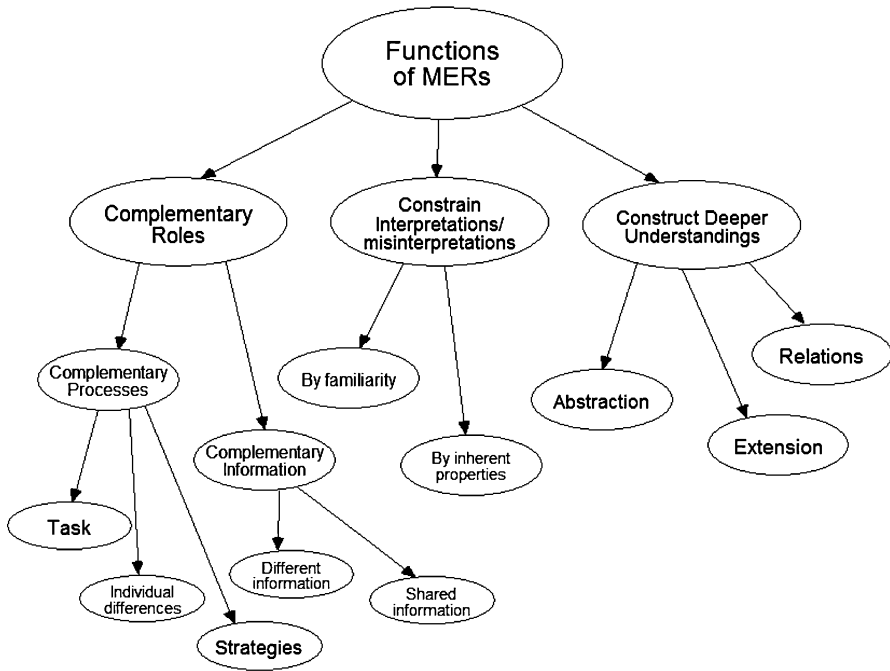 Functions
of MERs
Complementary
Roles
Constrain
Interpretations/
misinterpretations
Construct Deeper
Understandings
Complementary
Processes
By familiarity
Abstraction
Relations
Complementary
Information
By inherent
properties
Extension
Task
Individual
differences
Strategies
Different
information
Shared
information